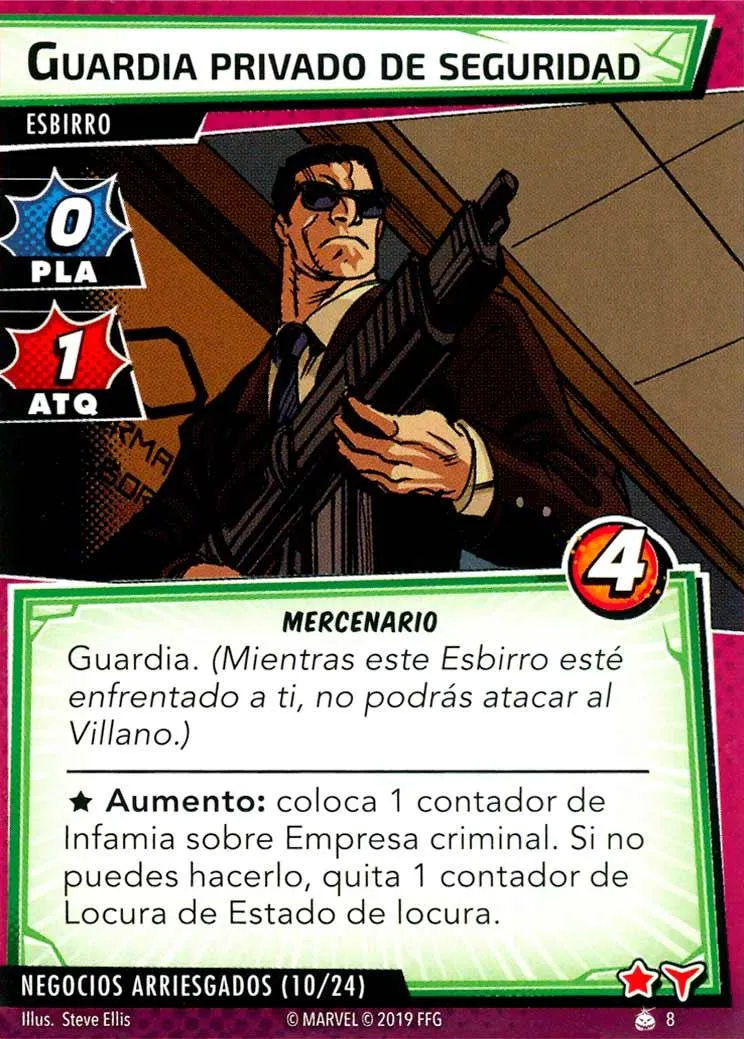 GUARDIA PRIVADO DE SEGURIDAD
ESBIRRO
0
PLA
1
ATQ
4
MERCENARIO
Guardia. (Mientras este Esbirro esté
enfrentado a ti, no podrás atacar al
Villano.)
★ Aumento: coloca 1 contador de
Infamia sobre Empresa criminal. Si no
puedes hacerlo, quita 1 contador de
Locura de Estado de locura.
NEGOCIOS ARRIESGADOS (10/24)
Illus. Steve Ellis
© MARVEL © 2019 FFG
8